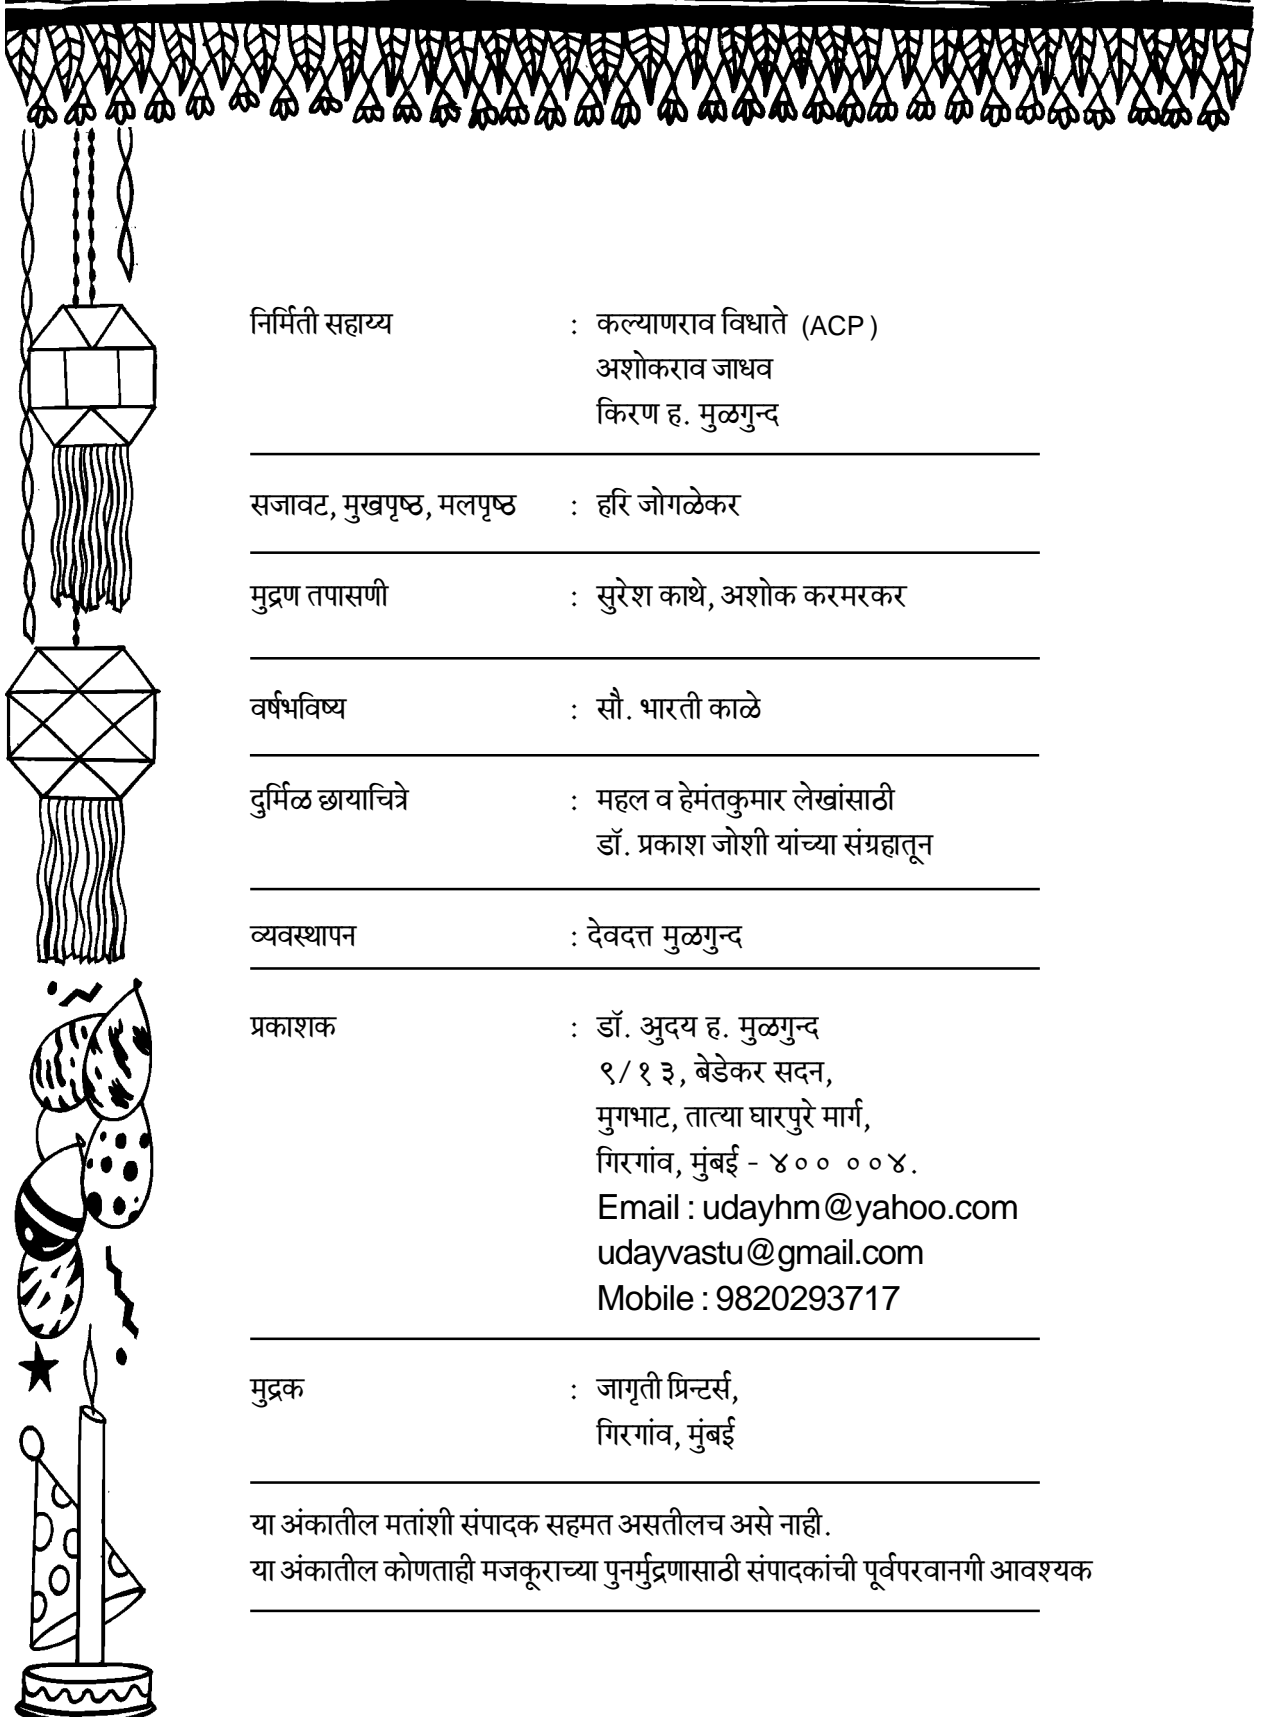 निर्मिती सहाय्य : कल्याणराव विधाते (ACP)
अशोकराव जाधव
किरण ह. मुळगुन्द
सजावट, मुखपृष्ठ, मलपृष्ठ : हरि जोगळेकर
मुद्रण तपासणी : सुरेश काथे, अशोक करमरकर
वर्षभविष्य : सौ. भारती काळे
दुर्मिळ छायाचित्रे : महल व हेमंतकुमार लेखांसाठी
डॉ. प्रकाश जोशी यांच्या संग्रहातून
व्यवस्थापन : देवदत्त मुळगुन्द
प्रकाशक : डॉ. अुदय ह. मुळगुन्द
९/१३, बेडेकर सदन,
मुगभाट, तात्या घारपुरे मार्ग,
गिरगांव, मुंबई - ४०० ००४.
Email : udayhm@yahoo.com
udayvastu@gmail.com
Mobile : 9820293717
मुद्रक : जागृती प्रिन्टर्स,
गिरगांव, मुंबई
या अंकातील मतांशी संपादक सहमत असतीलच असे नाही.
या अंकातील कोणताही मजकूराच्या पुनर्मुद्रणासाठी संपादकांची पूर्वपरवानगी आवश्यक